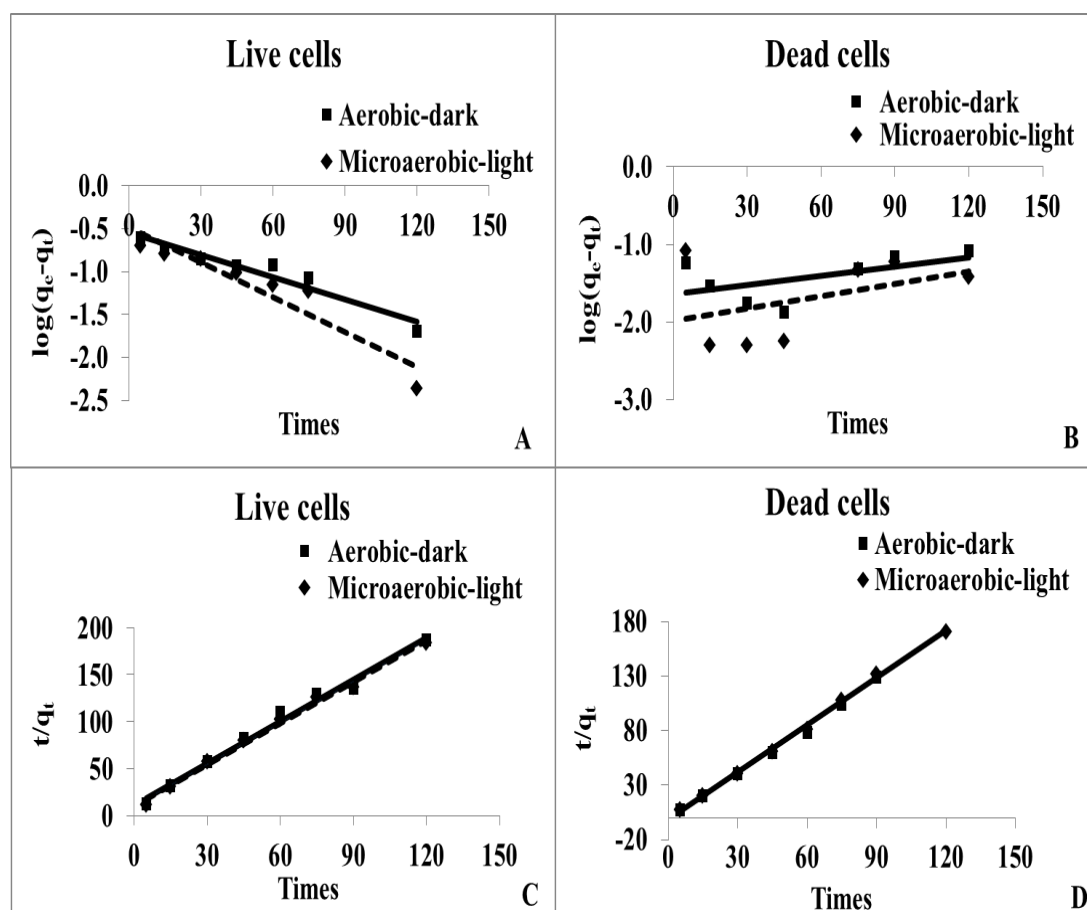 Live cells
Aerobic-dark
Microaerobic-light
0.0
0 30 60 90 120 150
-0.5
-1.0
-1.5
-2.0
-2.5
log(qe-qt)
Times
A
Dead cells
Aerobic-dark
Microaerobic-light
0.0
0 30 60 90 120 150
-1.0
-2.0
-3.0
log(qe-qt)
Times
B
Live cells
Aerobic-dark
Microaerobic-light
200
150
100
50
0
t/qt
0 30 60 90 120 150
Times
C
Dead cells
Aerobic-dark
Microaerobic-light
180
130
80
30
-20
t/qt
0 30 60 90 120 150
Times
D